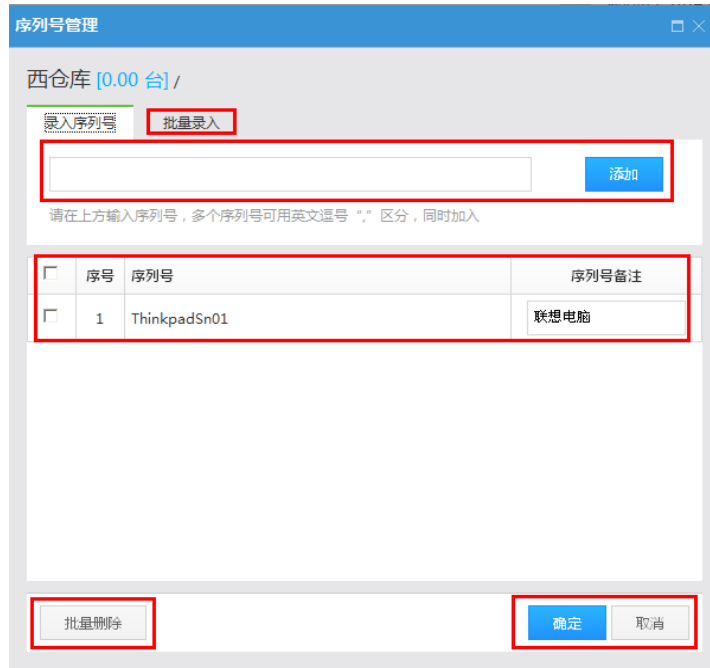 序列号管理
西仓库 [0.00 台] /
录入序列号 批量录入
添加
请在上方输入序列号，多个序列号可用英文逗号“,”区分，同时加入
序号 序列号 序列号备注
1 ThinkpadSn01 联想电脑
批量删除 确定 取消